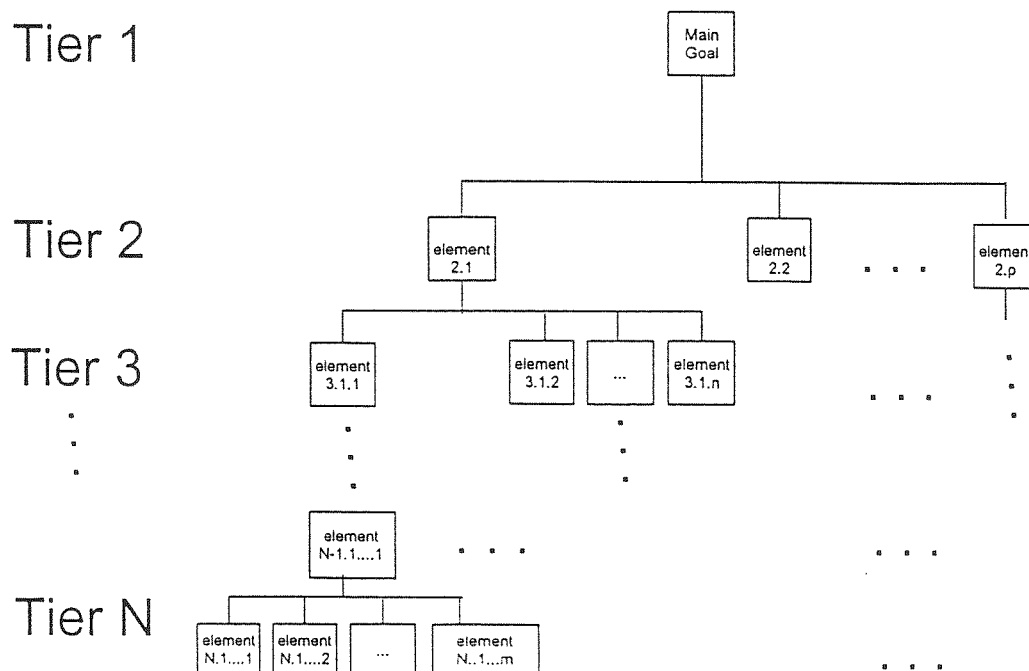 Tier 1
Main
Goal
Tier 2
element
2.1
element
2.2
. . .
elemen
2.p
Tier 3
element
3.1.1
element
3.1.2
...
element
3.1.n
. . .
element
N-1.1....1
. . .
. . .
Tier N
element
N.1....1
element
N.1....2
...
element
N..1...m
. . .